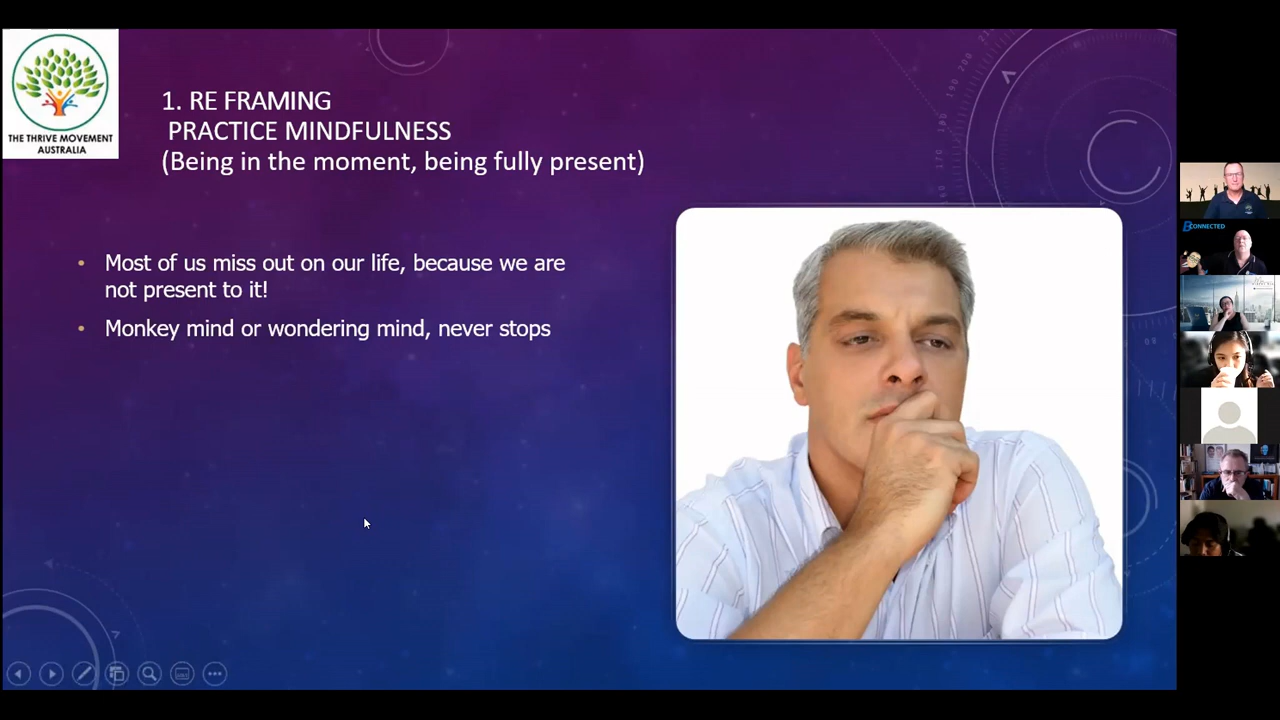 THE THRIVE MOVEMENT
AUSTRALIA
1. RE FRAMING
PRACTICE MINDFULNESS
(Being in the moment, being fully present)
• Most of us miss out on our life, because we are
not present to it!
• Monkey mind or wondering mind, never stops
BCONNECTED